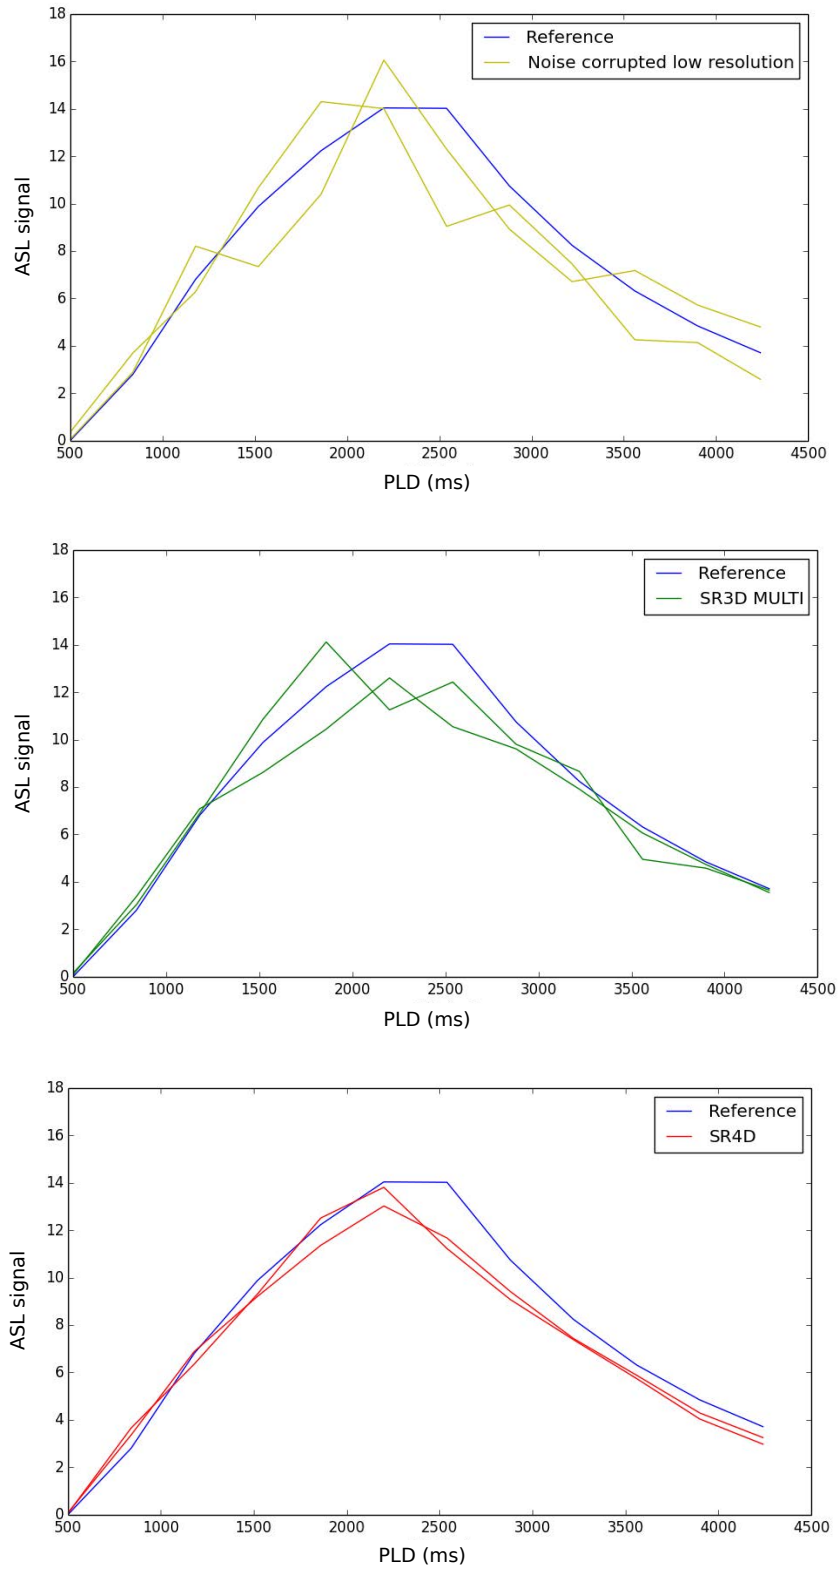 18
16
14
12
10
8
6
4
2
0
ASL signal
Reference
Noise corrupted low resolution
500 1000 1500 2000 2500 3000 3500 4000 4500
PLD (ms)
18
16
14
12
10
8
6
4
2
0
ASL signal
Reference
SR3D MULTI
500 1000 1500 2000 2500 3000 3500 4000 4500
PLD (ms)
18
16
14
12
10
8
6
4
2
0
ASL signal
Reference
SR4D
500 1000 1500 2000 2500 3000 3500 4000 4500
PLD (ms)